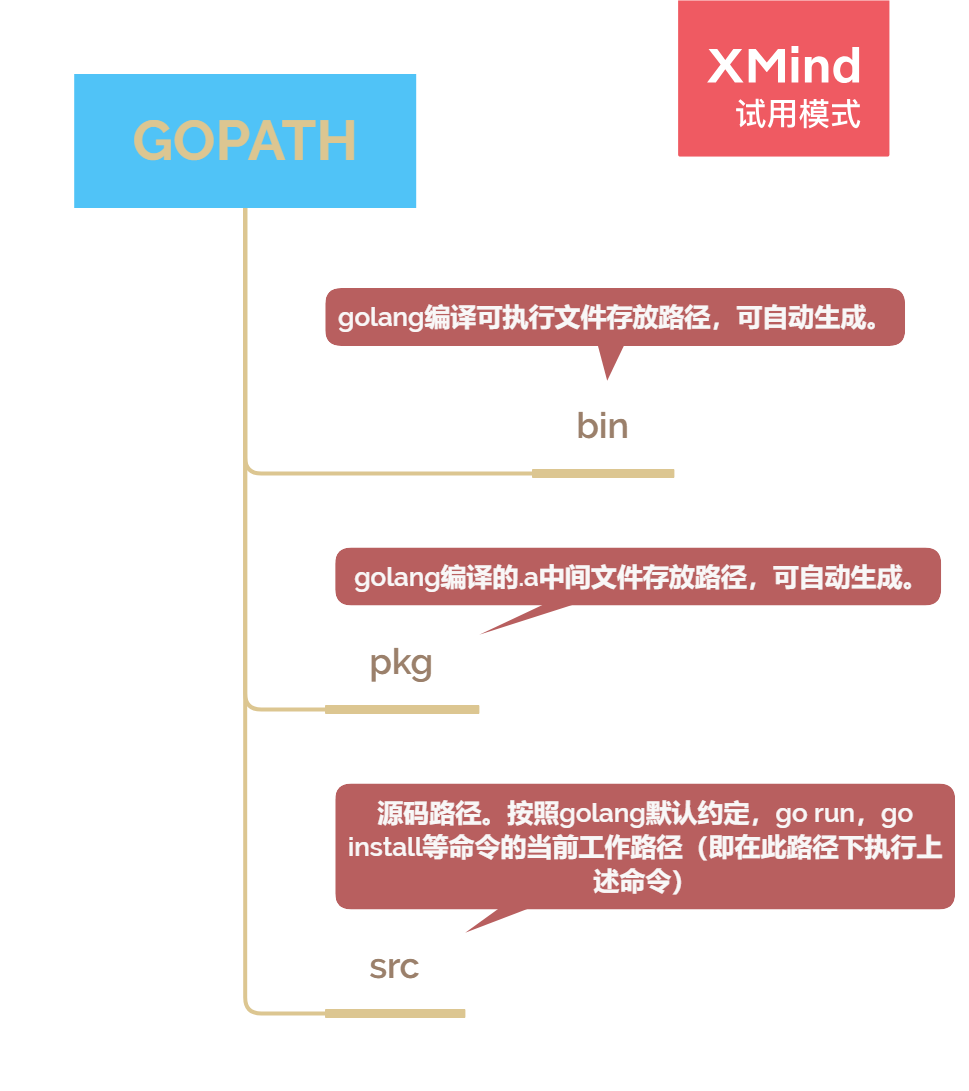 XMind
试用模式
GOPATH
golang编译可执行文件存放路径，可自动生成。
bin
golang编译的.a中间文件存放路径，可自动生成。
pkg
源码路径。按照golang默认约定，go run，go
install等命令的当前工作路径（即在此路径下执行上
述命令）
src